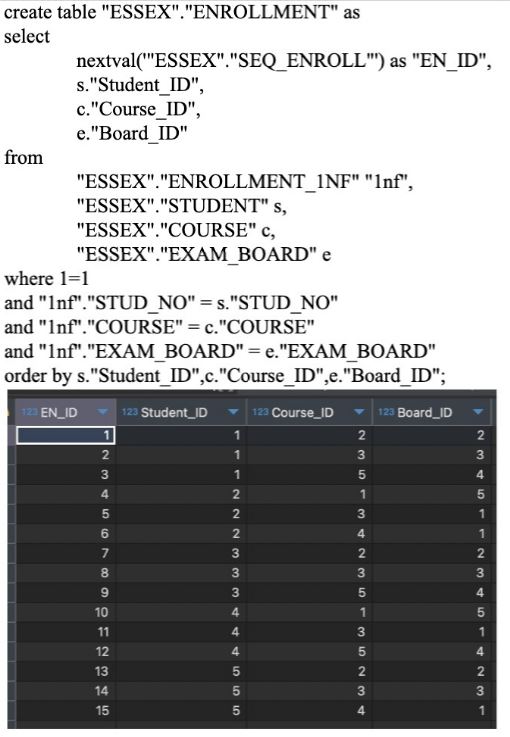 create table "ESSEX"."ENROLLMENT" as
select
nextval('"ESSEX"."SEQ_ENROLL"') as "EN_ID",
s."Student_ID",
c."Course_ID",
e."Board_ID"
from
"ESSEX"."ENROLLMENT_1NF" "1nf",
"ESSEX"."STUDENT" s,
"ESSEX"."COURSE" c,
"ESSEX"."EXAM_BOARD" e
where 1=1
and "1nf"."STUD_NO" = s."STUD_NO"
and "1nf"."COURSE" = c."COURSE"
and "1nf"."EXAM_BOARD" = e."EXAM_BOARD"
order by s."Student_ID",c."Course_ID",e."Board_ID";
123 EN_ID 123 Student_ID 123 Course_ID 123 Board_ID
1 1 2 2
2 1 3 3
3 1 5 4
4 2 1 5
5 2 3 1
6 2 4 1
7 3 2 2
8 3 3 3
9 3 5 4
10 4 1 5
11 4 3 1
12 4 5 4
13 5 2 2
14 5 3 3
15 5 4 1